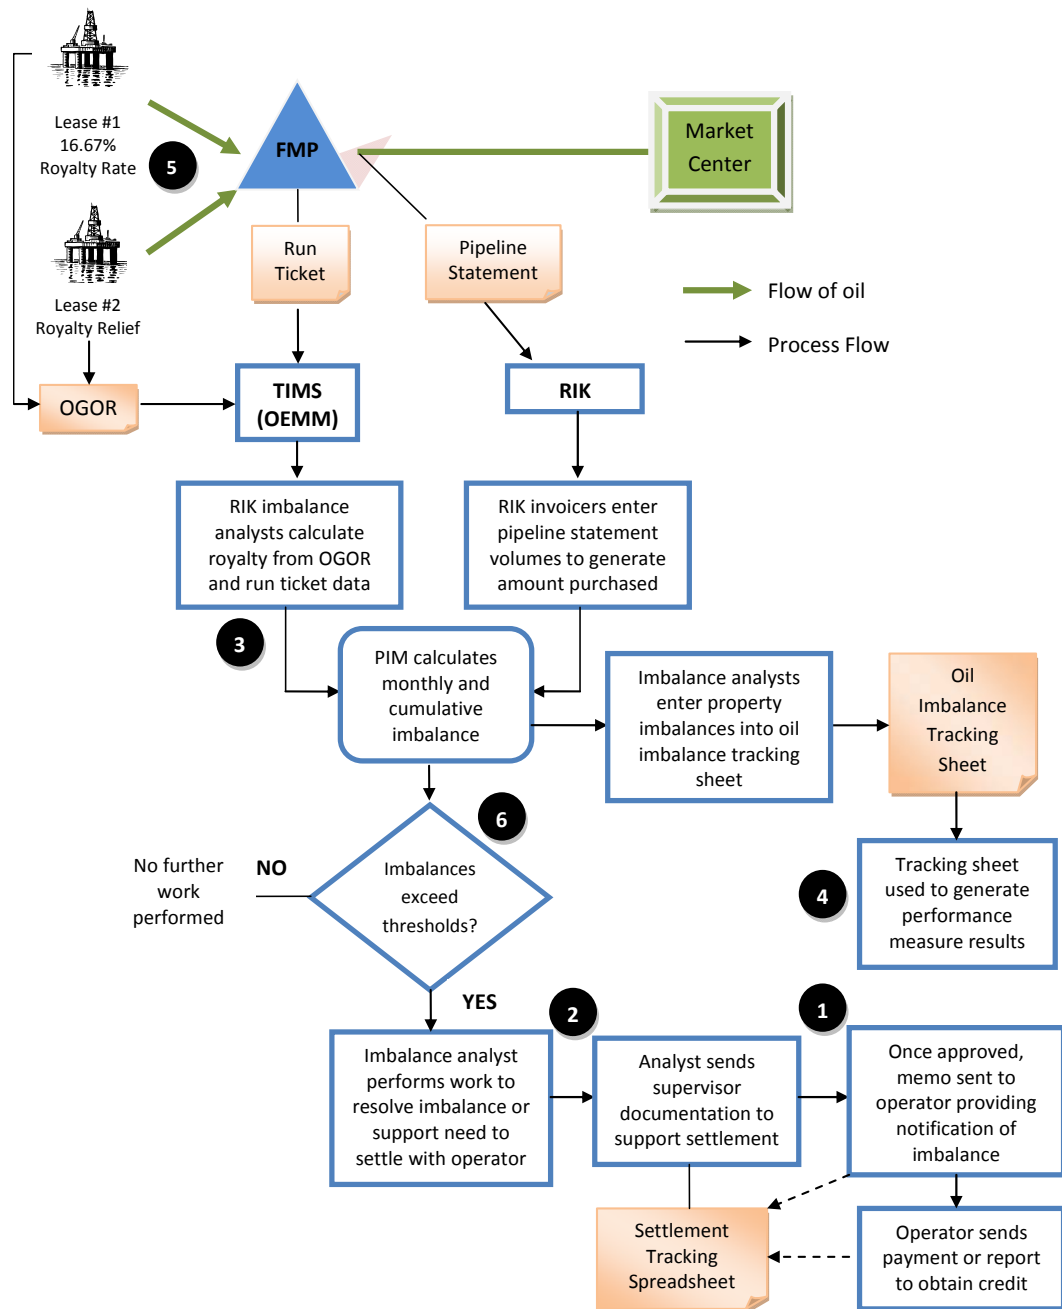 Lease #1
16.67%
Royalty Rate
5
FMP
Market
Center
Run
Ticket
Pipeline
Statement
Lease #2
Royalty Relief
Flow of oil
Process Flow
OGOR
TIMS
(OEMM)
RIK
RIK imbalance
analysts calculate
royalty from OGOR
and run ticket data
RIK invoicers enter
pipeline statement
volumes to generate
amount purchased
3
PIM calculates
monthly and
cumulative
imbalance
Imbalance analysts
enter property
imbalances into oil
imbalance tracking
sheet
Oil
Imbalance
Tracking
Sheet
6
Imbalances
exceed
thresholds?
NO
No further
work
performed
4
Tracking sheet
used to generate
performance
measure results
YES
2
1
Imbalance analyst
performs work to
resolve imbalance or
support need to
settle with operator
Analyst sends
supervisor
documentation to
support settlement
Once approved,
memo sent to
operator providing
notification of
imbalance
Settlement
Tracking
Spreadsheet
Operator sends
payment or report
to obtain credit